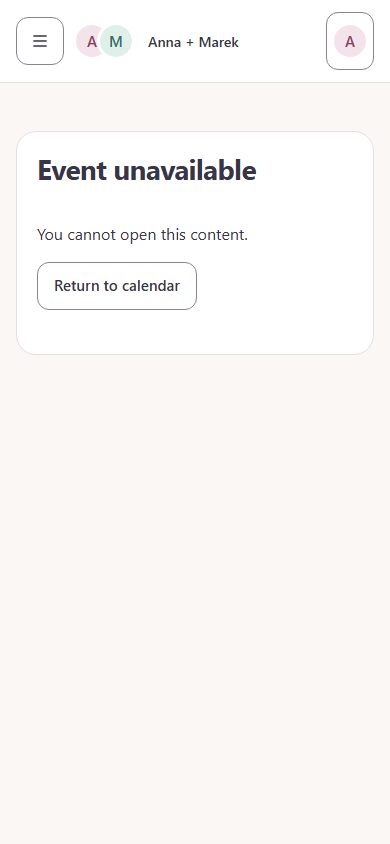 A M Anna + Marek A
Event unavailable
You cannot open this content.
Return to calendar